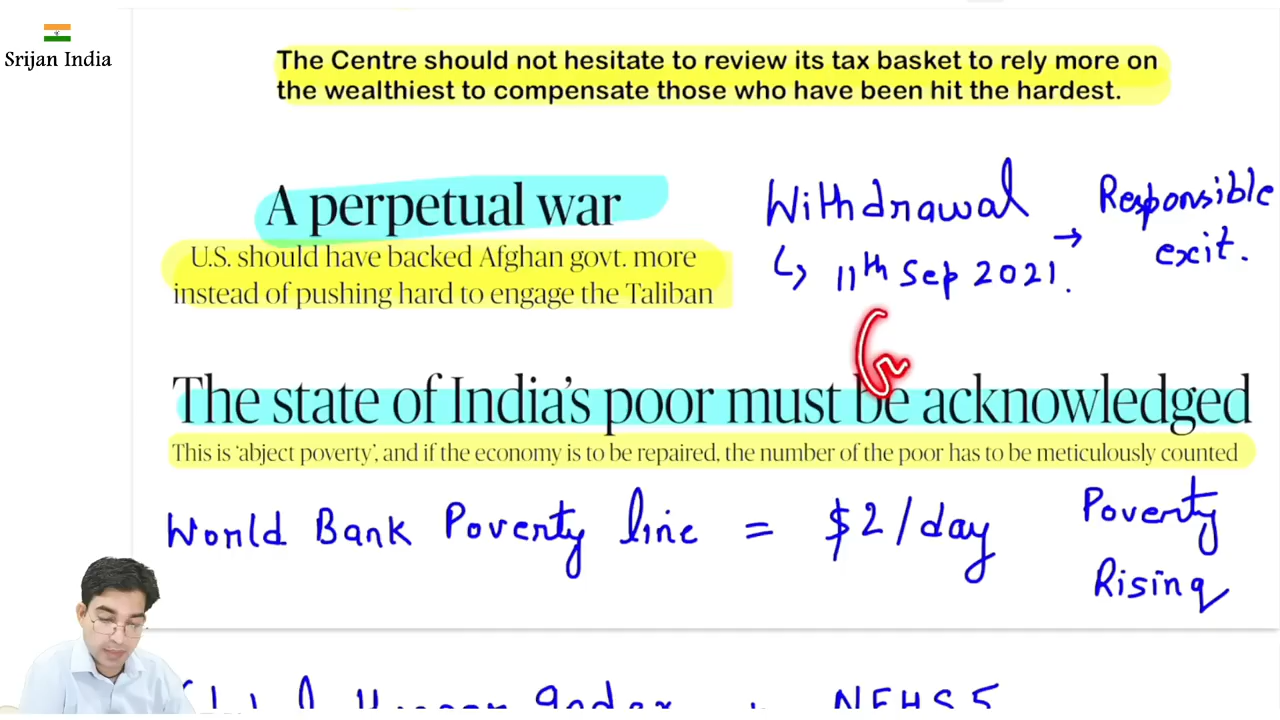 Srijan India
The Centre should not hesitate to review its tax basket to rely more on
the wealthiest to compensate those who have been hit the hardest.
A perpetual war
U.S. should have backed Afghan govt. more
instead of pushing hard to engage the Taliban
Withdrawal
↳ 11th Sep 2021.
→ Responsible
exit.
The state of India's poor must be acknowledged
This is 'abject poverty', and if the economy is to be repaired, the number of the poor has to be meticulously counted
World Bank Poverty line = $2/day
Poverty
Rising
NFHS 5